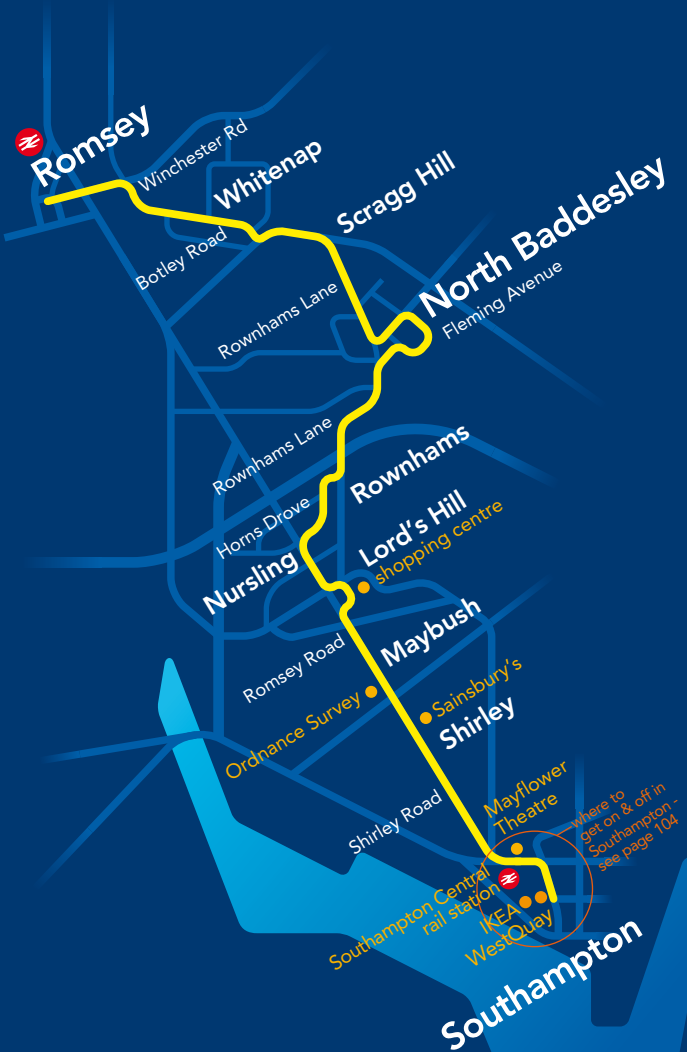 Romsey
Winchester Rd
Whitenap
Scragg Hill
North Baddesley
Botley Road
Fleming Avenue
Rownhams Lane
Rownhams Lane
Rownhams
Horns Drove
Lord's Hill
shopping centre
Nursling
Maybush
Romsey Road
Sainsbury's
Ordnance Survey
Shirley
Mayflower
Theatre
Shirley Road
where to
get on & off in
Southampton -
see page 104
Southampton Central
rail station
IKEA
WestQuay
Southampton